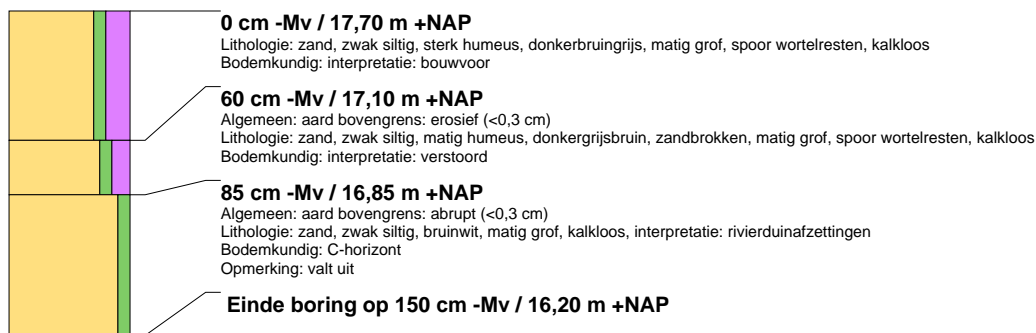 0 cm -Mv / 17,70 m +NAP
Lithologie: zand, zwak siltig, sterk humeus, donkerbruingrijs, matig grof, spoor wortelresten, kalkloos
Bodemkundig: interpretatie: bouwvoor
60 cm -Mv / 17,10 m +NAP
Algemeen: aard bovengrens: erosief (<0,3 cm)
Lithologie: zand, zwak siltig, matig humeus, donkergrijsbruin, zandbrokken, matig grof, spoor wortelresten, kalkloos
Bodemkundig: interpretatie: verstoord
85 cm -Mv / 16,85 m +NAP
Algemeen: aard bovengrens: abrupt (<0,3 cm)
Lithologie: zand, zwak siltig, bruinwit, matig grof, kalkloos, interpretatie: rivierduinafzettingen
Bodemkundig: C-horizont
Opmerking: valt uit
Einde boring op 150 cm -Mv / 16,20 m +NAP